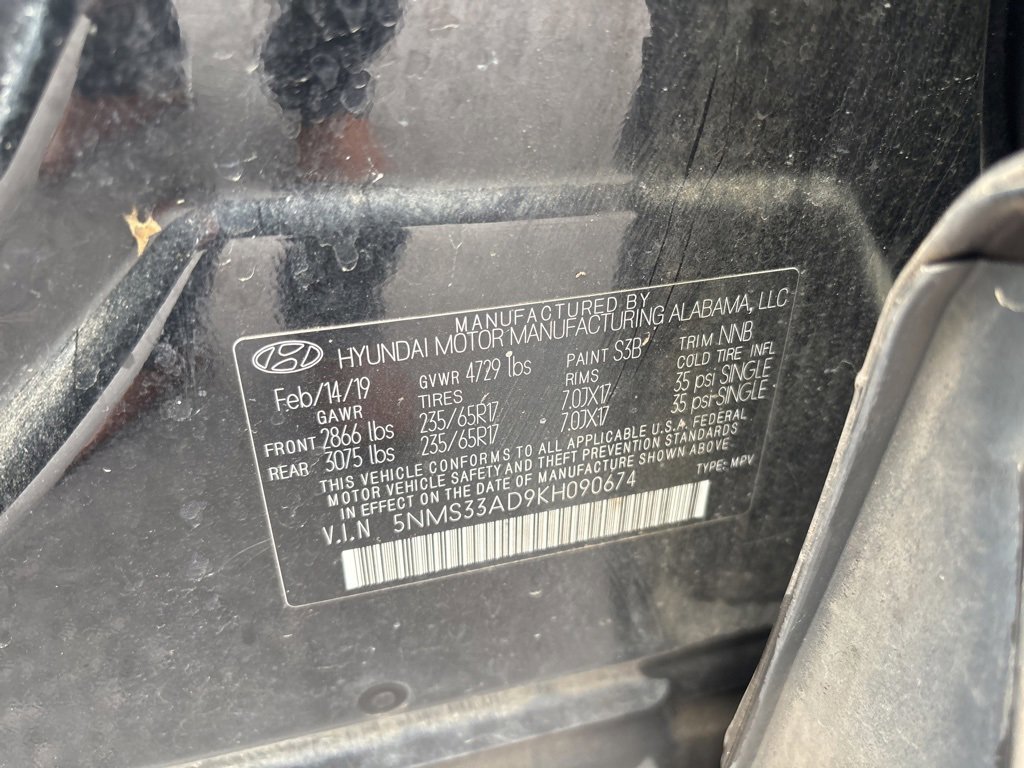 MANUFACTURED BY
HYUNDAI MOTOR MANUFACTURING ALABAMA, LLC
Feb/14/19 GVWR 4729 lbs PAINT S3B TRIM NNB
GAWR TIRES RIMS COLD TIRE INFL
FRONT 2866 lbs 235/65R17 7.0JX17 35 psi SINGLE
REAR 3075 lbs 235/65R17 7.0JX17 35 psi SINGLE
THIS VEHICLE CONFORMS TO ALL APPLICABLE U.S.A. FEDERAL
MOTOR VEHICLE SAFETY AND THEFT PREVENTION STANDARDS
IN EFFECT ON THE DATE OF MANUFACTURE SHOWN ABOVE
V.I.N 5NMS33AD9KH090674 TYPE: MPV